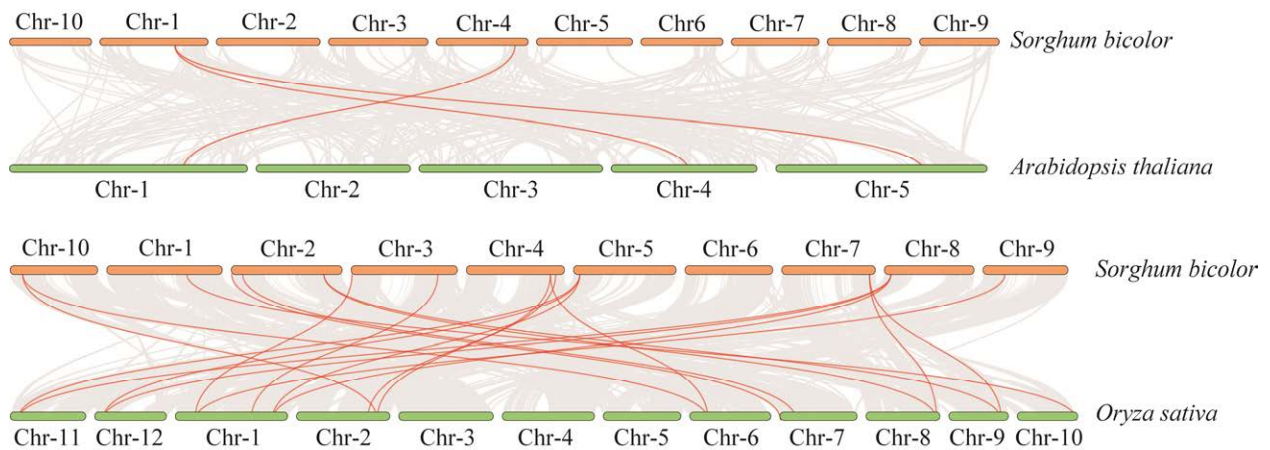 Chr-10 Chr-1 Chr-2 Chr-3 Chr-4 Chr-5 Chr6 Chr-7 Chr-8 Chr-9
Sorghum bicolor
Arabidopsis thaliana
Chr-1 Chr-2 Chr-3 Chr-4 Chr-5
Chr-10 Chr-1 Chr-2 Chr-3 Chr-4 Chr-5 Chr-6 Chr-7 Chr-8 Chr-9
Sorghum bicolor
Oryza sativa
Chr-11 Chr-12 Chr-1 Chr-2 Chr-3 Chr-4 Chr-5 Chr-6 Chr-7 Chr-8 Chr-9 Chr-10